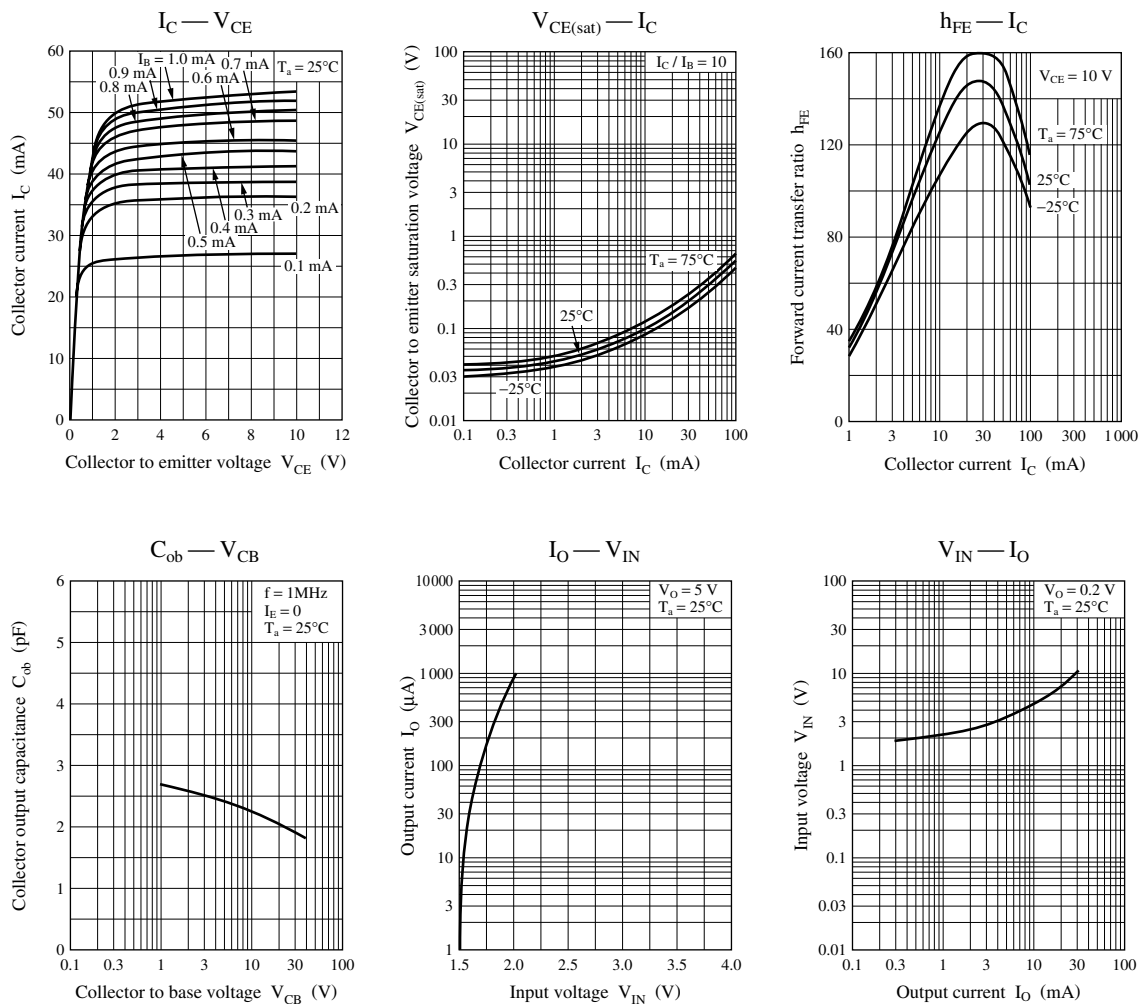 I_C — V_CE
60
50
40
30
20
10
0
0 2 4 6 8 10 12
I_B = 1.0 mA
0.9 mA
0.8 mA
0.7 mA
0.6 mA
T_a = 25°C
0.5 mA
0.4 mA
0.3 mA
0.2 mA
0.1 mA
Collector current I_C (mA)
Collector to emitter voltage V_CE (V)
V_CE(sat) — I_C
100
30
10
3
1
0.3
0.1
0.03
0.01
0.1 0.3 1 3 10 30 100
I_C / I_B = 10
T_a = 75°C
25°C
−25°C
Collector to emitter saturation voltage V_CE(sat) (V)
Collector current I_C (mA)
h_FE — I_C
160
120
80
40
0
1 3 10 30 100 300 1 000
V_CE = 10 V
T_a = 75°C
25°C
−25°C
Forward current transfer ratio h_FE
Collector current I_C (mA)
C_ob — V_CB
6
5
4
3
2
1
0
0.1 0.3 1 3 10 30 100
f = 1MHz
I_E = 0
T_a = 25°C
Collector output capacitance C_ob (pF)
Collector to base voltage V_CB (V)
I_O — V_IN
10000
3 000
1000
300
100
30
10
3
1
1.5 2.0 2.5 3.0 3.5 4.0
V_O = 5 V
T_a = 25°C
Output current I_O (μA)
Input voltage V_IN (V)
V_IN — I_O
100
30
10
3
1
0.3
0.1
0.03
0.01
0.1 0.3 1 3 10 30 100
V_O = 0.2 V
T_a = 25°C
Input voltage V_IN (V)
Output current I_O (mA)